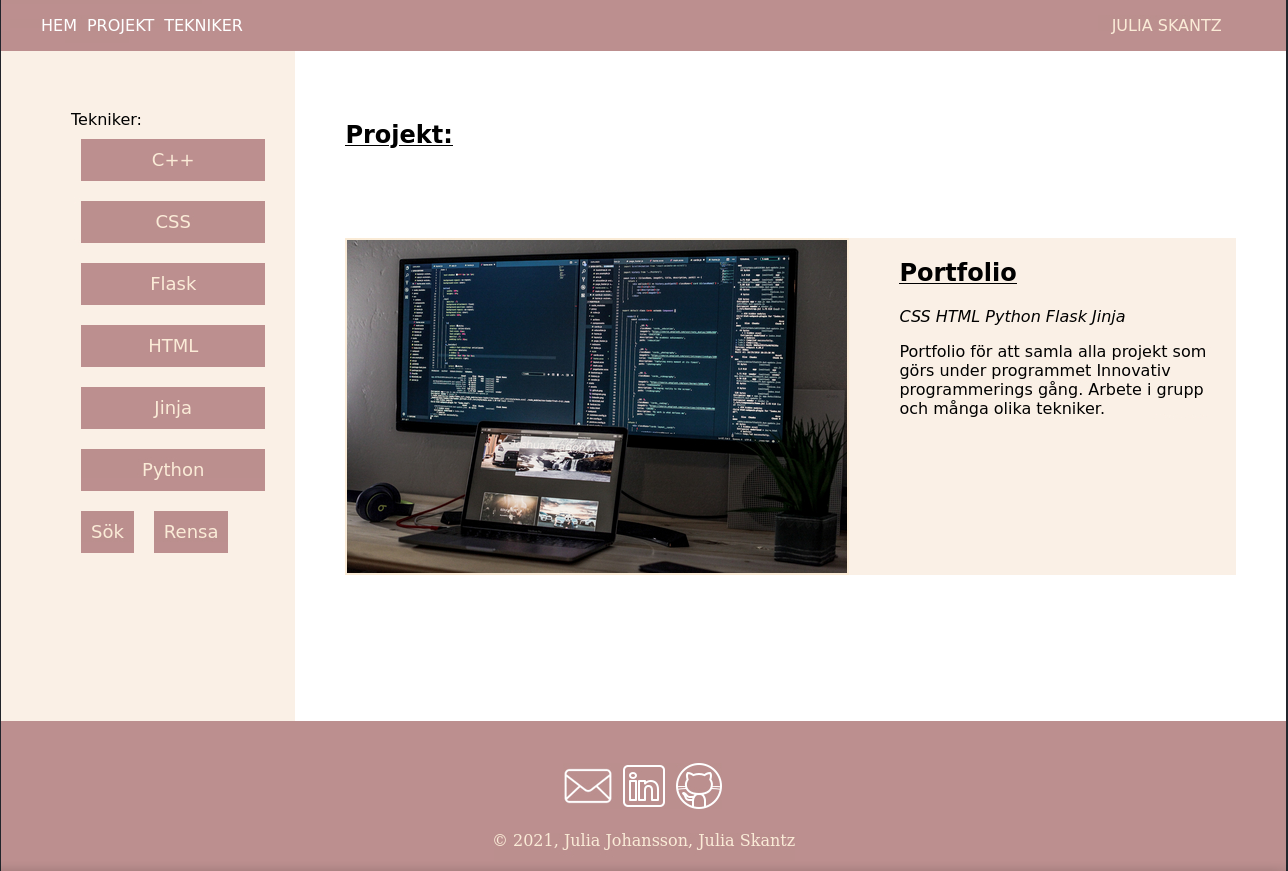 HEM PROJEKT TEKNIKER JULIA SKANTZ
Tekniker:
C++
CSS
Flask
HTML
Jinja
Python
Sök Rensa
Projekt:
Portfolio
CSS HTML Python Flask Jinja
Portfolio för att samla alla projekt som
görs under programmet Innovativ
programmerings gång. Arbete i grupp
och många olika tekniker.
in
© 2021, Julia Johansson, Julia Skantz